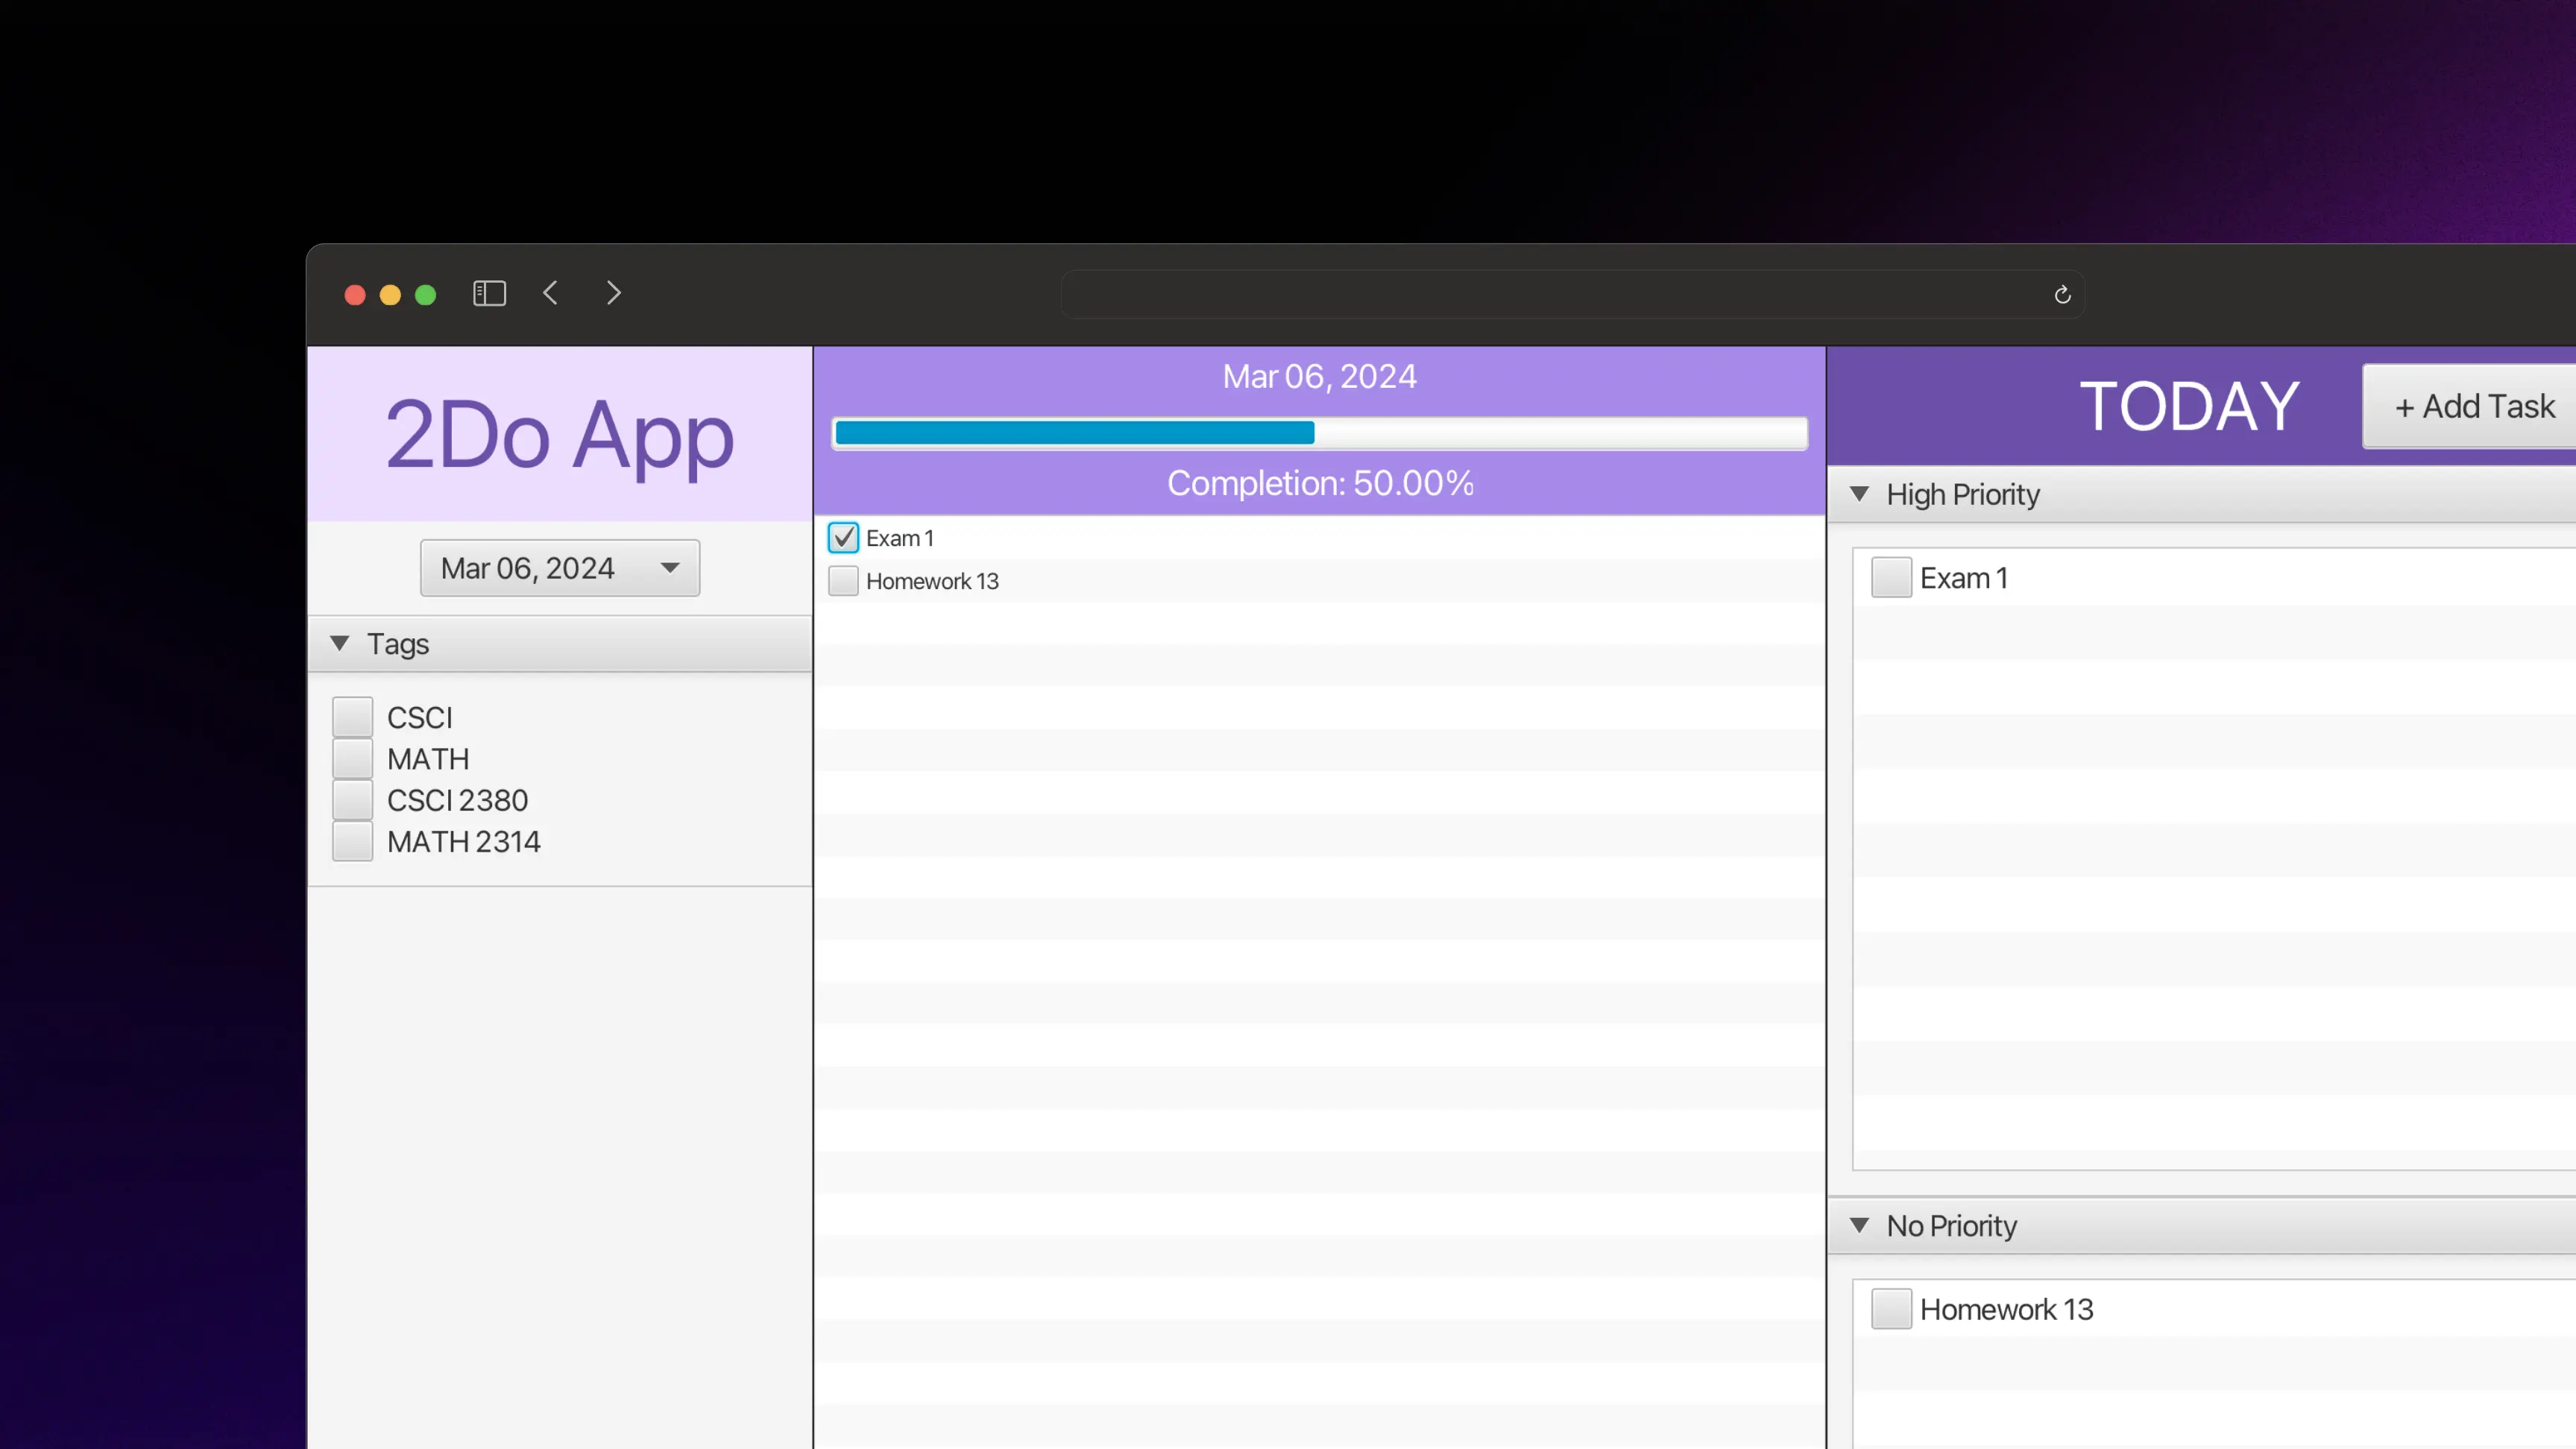 2Do App
Mar 06, 2024
Tags
CSCI
MATH
CSCI 2380
MATH 2314
Mar 06, 2024
Completion: 50.00%
Exam 1
Homework 13
TODAY
+ Add Task
High Priority
Exam 1
No Priority
Homework 13